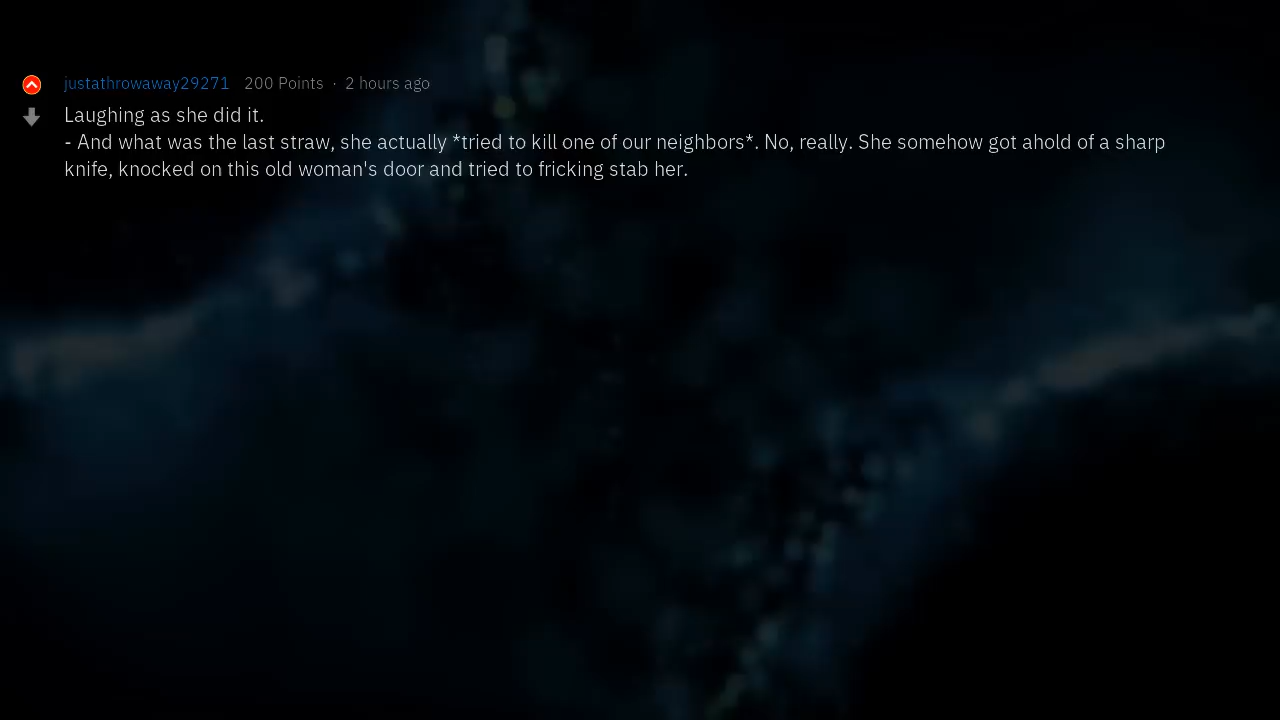 justathrowaway29271 200 Points · 2 hours ago
Laughing as she did it.
- And what was the last straw, she actually *tried to kill one of our neighbors*. No, really. She somehow got ahold of a sharp
knife, knocked on this old woman's door and tried to fricking stab her.